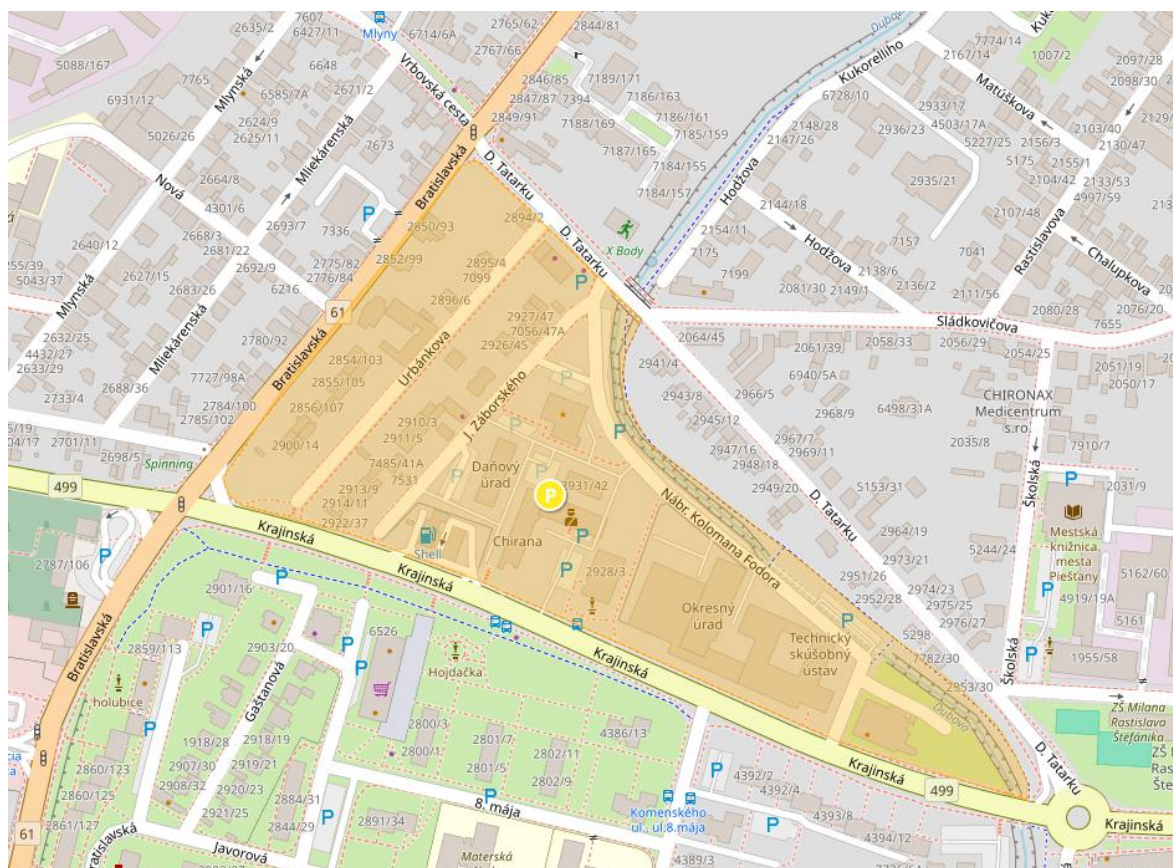 2635/2
7607
6427/11
Mlyny
6714/6A
2765/62
2767/66
2844/81
5088/167
7765
Mlynská
6648
6585/7A
2671/2
Vrbovská cesta
2846/85
2847/87
7394
7189/171
7186/163
Kukorelliho
2167/14
7774/14
1007/2
2097/28
2098/30
6931/12
2624/9
2625/11
2849/91
7188/169
7186/161
7185/159
6728/10
2933/17
4503/17A
Matúškova
2103/40
2130/47
5026/26
Mliekárenská
7673
Bratislavská
D. Tatarku
7187/165
7184/155
7184/157
2148/28
2147/26
2936/23
5227/25
5175
2156/3
2155/1
2104/42
2133/53
4997/59
Nová
2664/8
4301/6
2693/7
P
7336
2850/93
2894/2
Hodžova
2144/18
2935/21
2107/48
2668/3
2681/22
2692/9
2775/82
2776/84
2852/99
2895/4
7099
D. Tatarku
X Body
2154/11
7175
Hodžova
7157
7041
Rastislavova
Chalupkova
2640/12
5043/37
2627/15
2683/26
6216
2896/6
P
7199
2138/6
2149/1
2136/2
2081/30
2111/56
2080/28
7655
2076/20
Mlynská
61
2927/47
7056/47A
2926/45
Sládkovičova
2632/25
4432/27
2633/29
Mliekárenská
2780/92
Bratislavská
2854/103
2855/105
Urbánkova
2941/4
2064/45
2061/39
2058/33
2056/29
2054/25
2051/19
2050/17
2688/36
7727/98A
2856/107
J. Záborského
P
2943/8
2966/5
6940/5A
2733/4
2784/100
2785/102
2910/3
2911/5
P
P
2945/12
2968/9
6498/31A
CHIRONAX
Medicentrum
s.r.o.
2701/11
2698/5
2900/14
7485/41A
7531
Daňový
úrad
2947/16
2948/18
2967/7
2969/11
2035/8
7910/7
Spinning
2913/9
2914/11
2922/37
P
2931/42
2949/20
5153/31
Školská
P
2031/9
499
Krajinská
Shell
Chirana
P
P
Nábr. Kolomana Fodora
D. Tatarku
2964/19
2973/21
5244/24
Mestská
knižnica
mesta
Piešťany
5162/60
P
2787/106
2901/16
P
Krajinská
P
2928/3
2951/26
2952/28
2974/23
2975/25
2976/27
P
4919/19A
Bratislavská
2859/113
P
2903/20
P
6526
P
Okresný
úrad
Technický
skúšobný
ústav
P
5298
7782/30
5161
holubice
Gaštanová
Hojdačka
Krajinská
2953/30
Školská
P
1955/58
P
1918/28
2918/19
2800/3
2801/7
4386/13
Dubová
ZŠ Milana
Rastislava
Štefánika
2860/123
2907/30
2908/32
2919/21
2920/23
2800/1
2802/11
2801/5
2802/9
P
4392/2
4392/4
Krajinská
499
D. Tatarku
2860/125
2921/25
2884/31
P
8. mája
Komenského
ul., ul.8.mája
P
4393/8
Krajinská
61
2861/127
2844/29
2891/34
4394/12
Javorová
Materská
4389/3